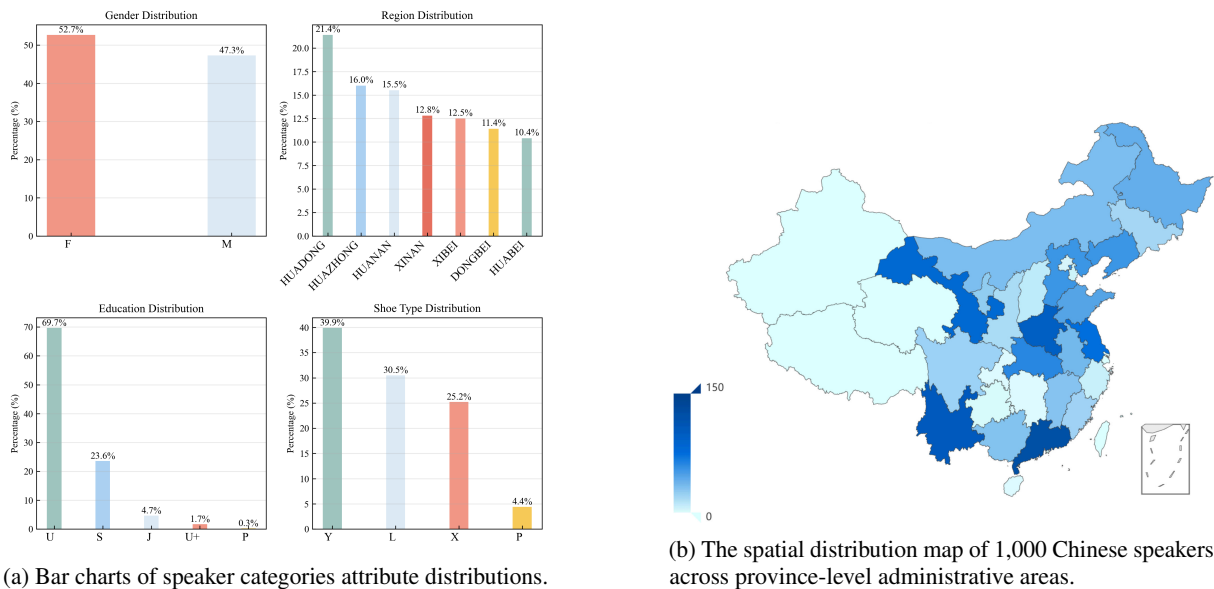 Gender Distribution
Percentage (%)
50
40
30
20
10
0
52.7%
47.3%
F M
Region Distribution
Percentage (%)
20.0
17.5
15.0
12.5
10.0
7.5
5.0
2.5
0.0
21.4%
16.0%
15.5%
12.8%
12.5%
11.4%
10.4%
HUADONG
HUAZHONG
HUANAN
XINAN
XIBEI
DONGBEI
HUABEI
Education Distribution
Percentage (%)
70
60
50
40
30
20
10
0
69.7%
23.6%
4.7%
1.7%
0.3%
U S J U+ P
Shoe Type Distribution
Percentage (%)
40
35
30
25
20
15
10
5
0
39.9%
30.5%
25.2%
4.4%
Y L X P
(a) Bar charts of speaker categories attribute distributions.
150
0
(b) The spatial distribution map of 1,000 Chinese speakers
across province-level administrative areas.